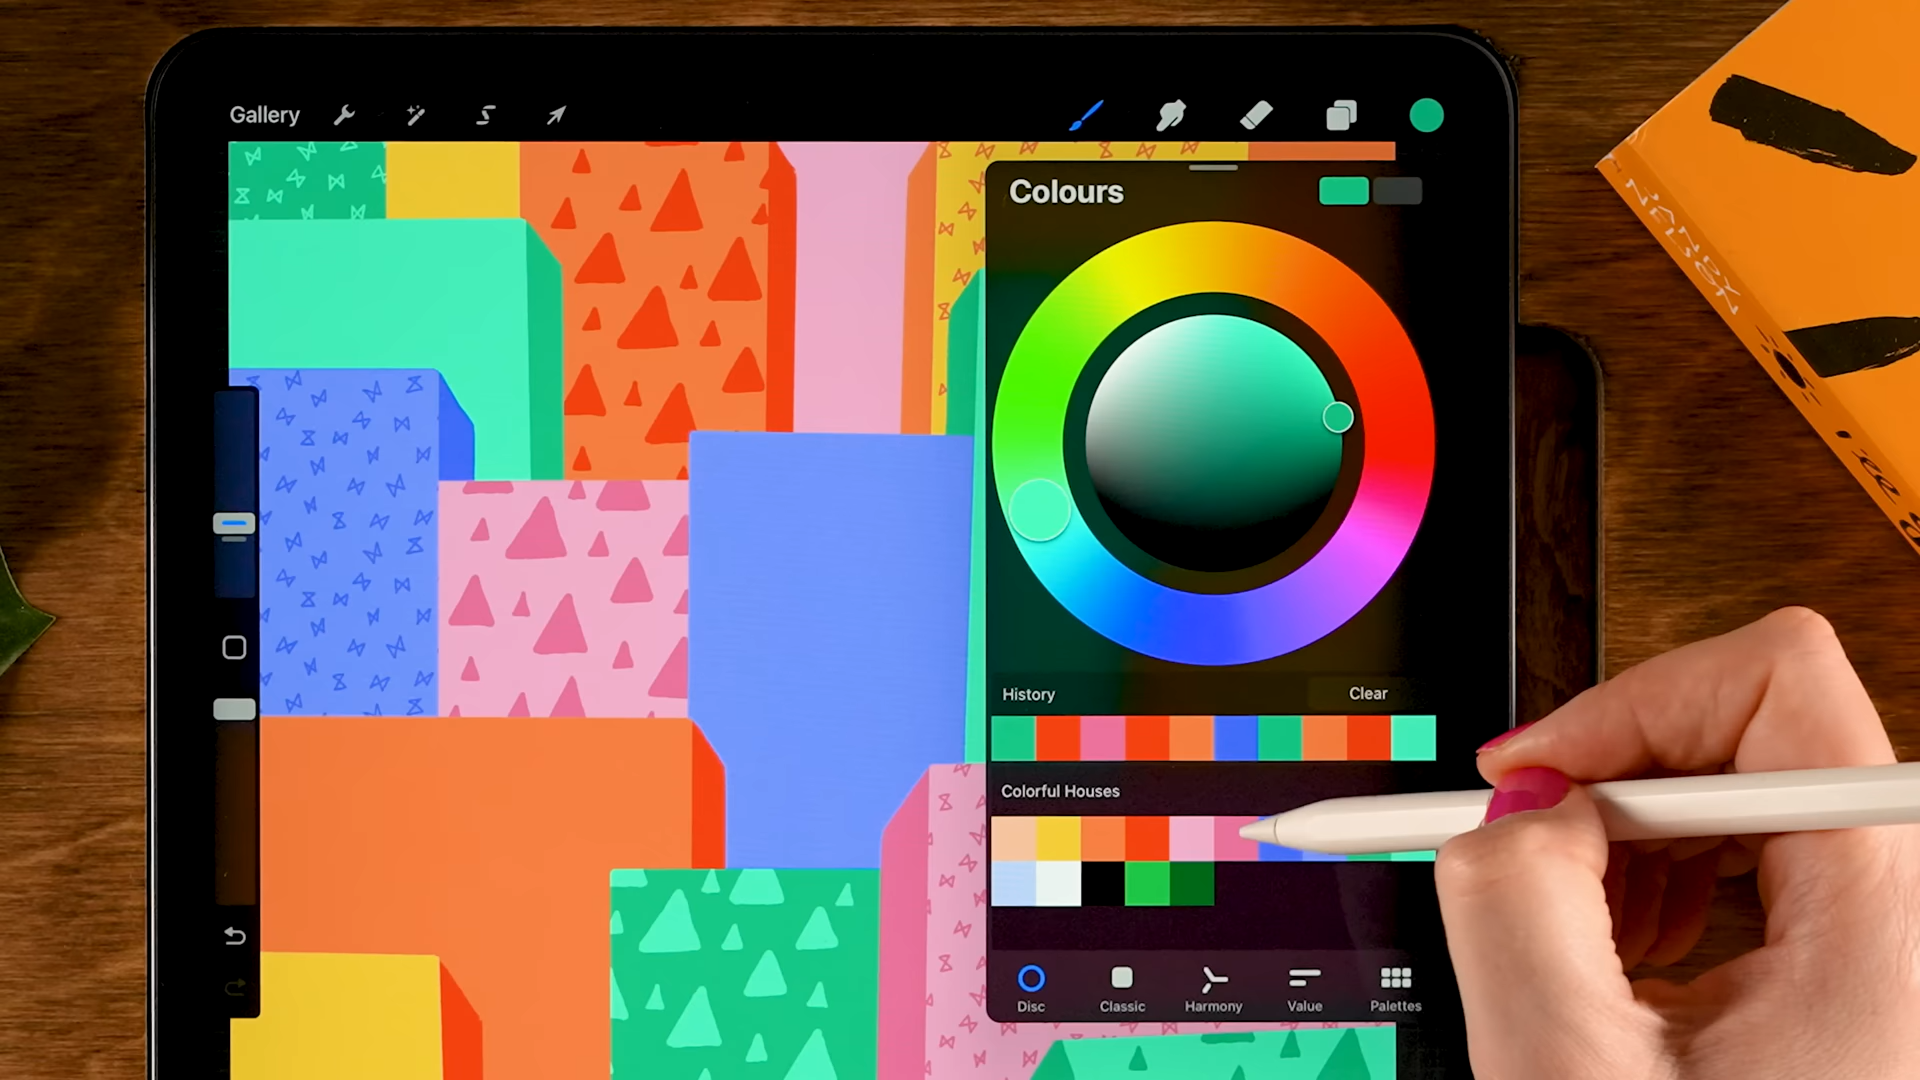 Gallery
Colours
History
Clear
Colorful Houses
Disc
Classic
Harmony
Value
Palettes